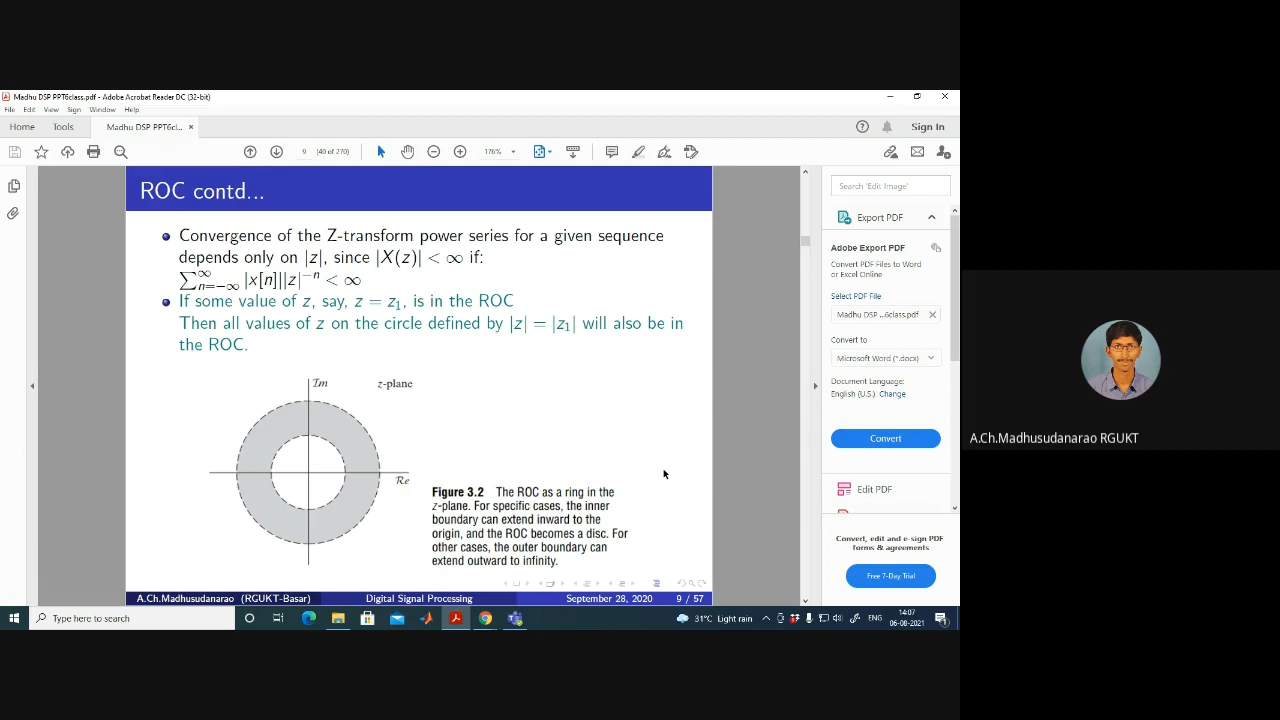 Madhu DSP PPT6class.pdf - Adobe Acrobat Reader DC (32-bit)
File Edit View Sign Window Help
Home Tools Madhu DSP PPT6cl... × Sign In
9 (40 of 270) 176%
ROC contd...
Convergence of the Z-transform power series for a given sequence
depends only on |z|, since |X(z)| < ∞ if:
∑_{n=−∞}^{∞} |x[n]||z|^{−n} < ∞
If some value of z, say, z = z₁, is in the ROC
Then all values of z on the circle defined by |z| = |z₁| will also be in
the ROC.
Im
z-plane
Re
Figure 3.2 The ROC as a ring in the
z-plane. For specific cases, the inner
boundary can extend inward to the
origin, and the ROC becomes a disc. For
other cases, the outer boundary can
extend outward to infinity.
A.Ch.Madhusudanarao (RGUKT-Basar) Digital Signal Processing September 28, 2020 9 / 57
Search 'Edit Image'
Export PDF
Adobe Export PDF
Convert PDF Files to Word
or Excel Online
Select PDF File
Madhu DSP ...6class.pdf
Convert to
Microsoft Word (*.docx)
Document Language:
English (U.S.) Change
Convert
Edit PDF
Convert, edit and e-sign PDF
forms & agreements
Free 7-Day Trial
A.Ch.Madhusudanarao RGUKT
Type here to search
31°C Light rain
ENG
14:07
06-08-2021